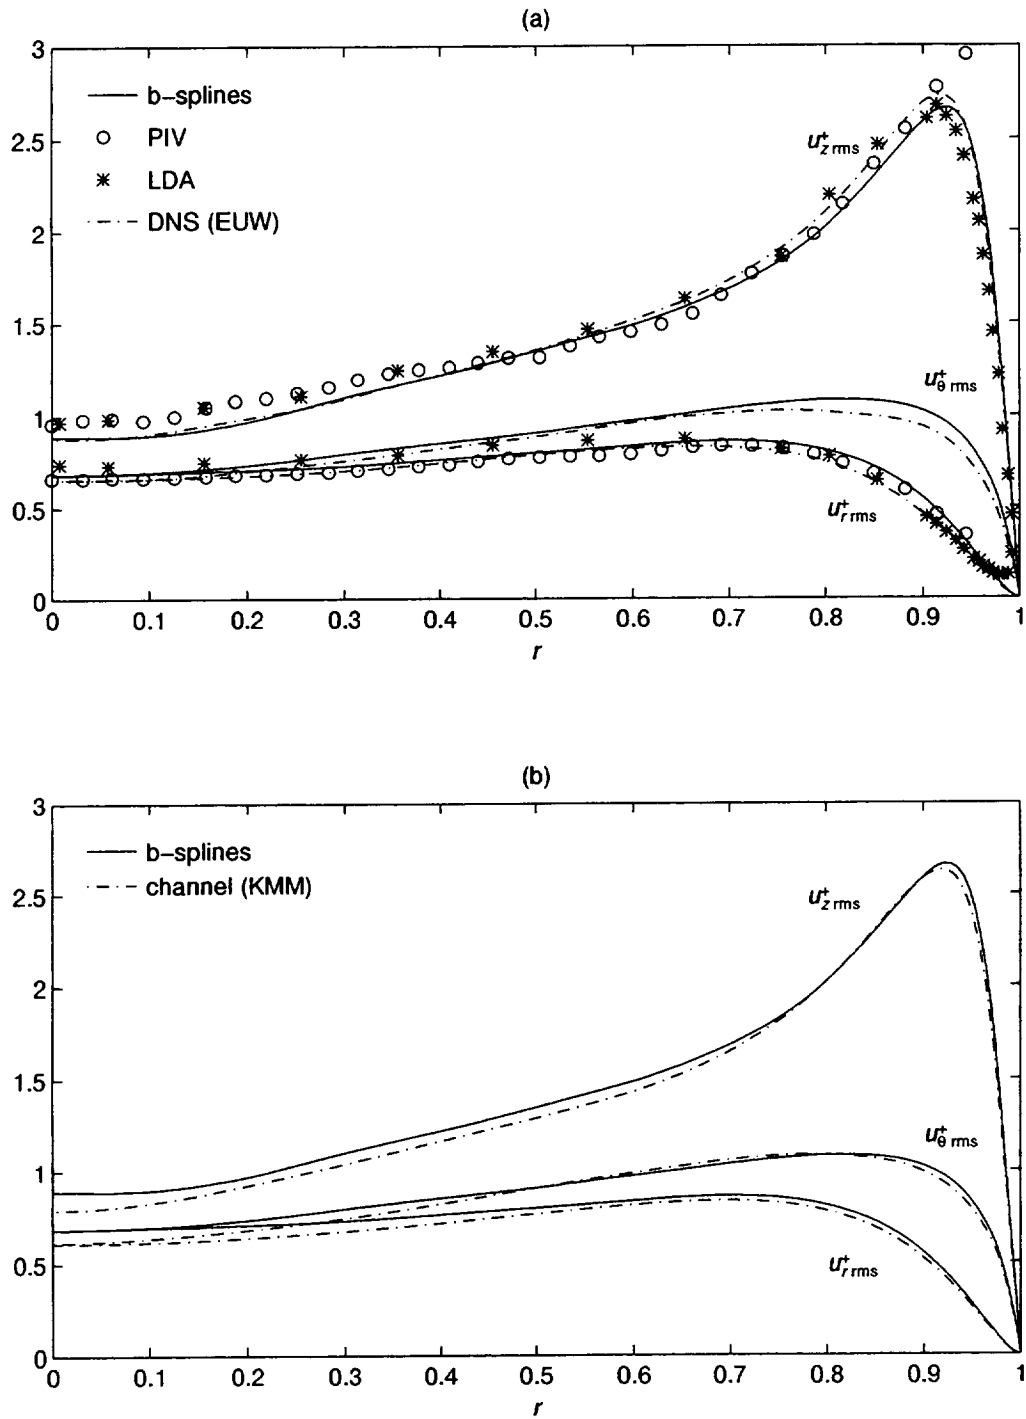 (a)
3
2.5
2
1.5
1
0.5
0
b–splines
PIV
LDA
DNS (EUW)
u⁺z rms
u⁺θ rms
u⁺r rms
0 0.1 0.2 0.3 0.4 0.5 0.6 0.7 0.8 0.9 1
r
(b)
3
2.5
2
1.5
1
0.5
0
b–splines
channel (KMM)
u⁺z rms
u⁺θ rms
u⁺r rms
0 0.1 0.2 0.3 0.4 0.5 0.6 0.7 0.8 0.9 1
r